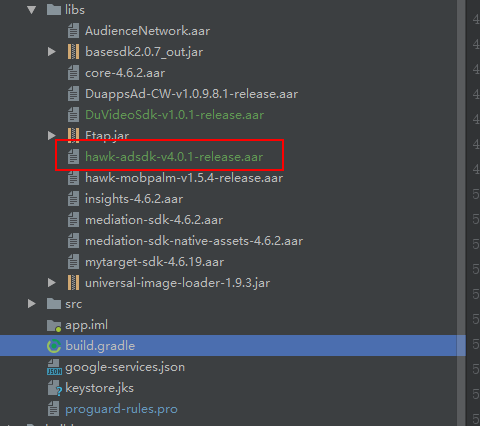 libs
AudienceNetwork.aar
basesdk2.0.7_out.jar
core-4.6.2.aar
DuappsAd-CW-v1.0.9.8.1-release.aar
DuVideoSdk-v1.0.1-release.aar
Ftap.jar
hawk-adsdk-v4.0.1-release.aar
hawk-mobpalm-v1.5.4-release.aar
insights-4.6.2.aar
mediation-sdk-4.6.2.aar
mediation-sdk-native-assets-4.6.2.aar
mytarget-sdk-4.6.19.aar
universal-image-loader-1.9.3.jar
src
app.iml
build.gradle
google-services.json
keystore.jks
proguard-rules.pro